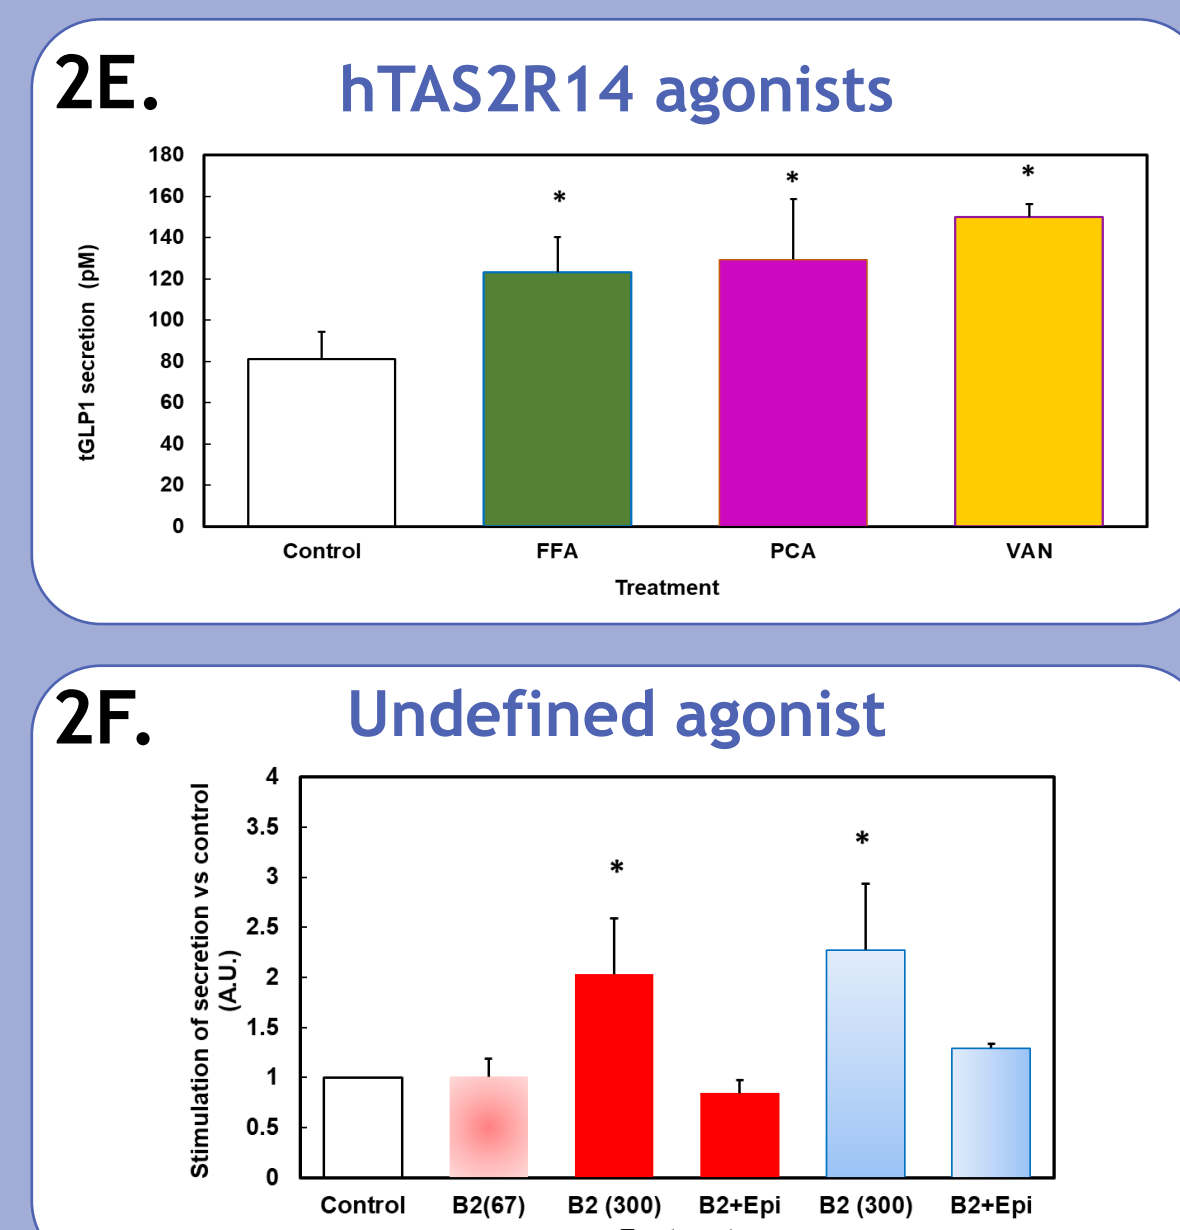 2E.
hTAS2R14 agonists
180
160
140
120
100
80
60
40
20
0
tGLP1 secretion (pM)
*
*
*
Control FFA PCA VAN
Treatment
2F.
Undefined agonist
4
3.5
3
2.5
2
1.5
1
0.5
0
Stimulation of secretion vs control
(A.U.)
*
*
Control B2(67) B2 (300) B2+Epi B2 (300) B2+Epi